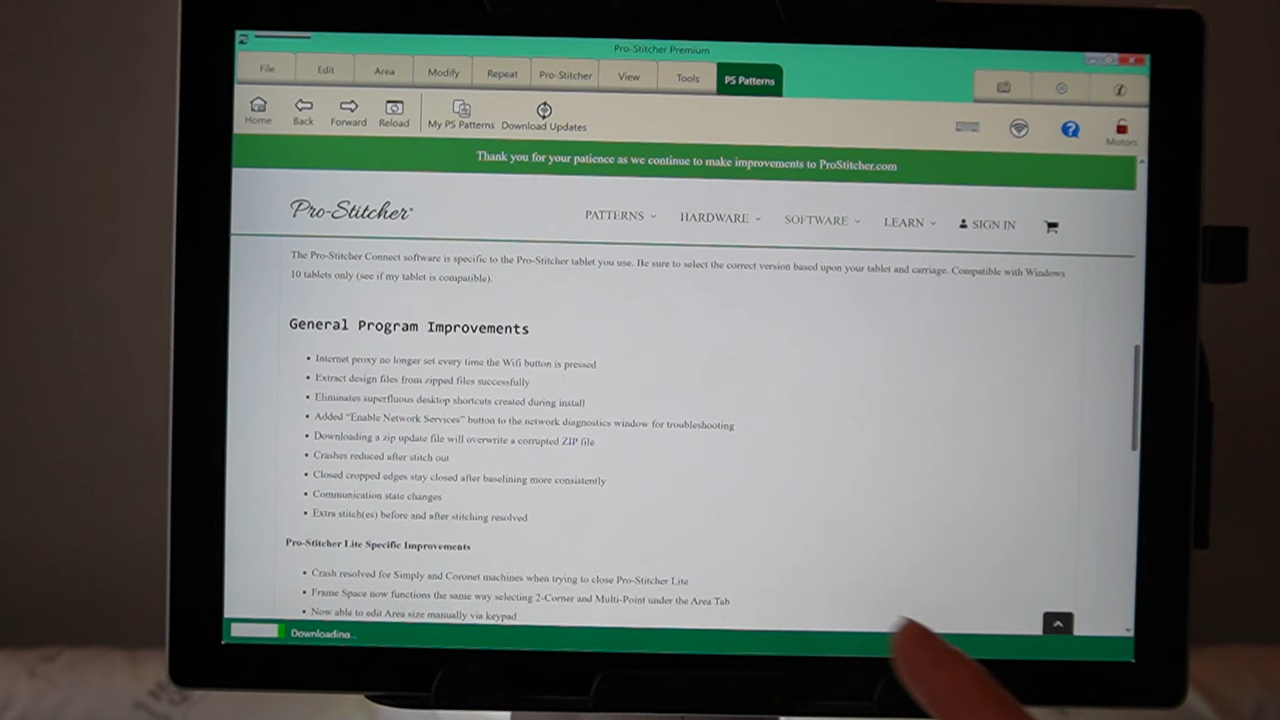 Pro-Stitcher Premium
File Edit Area Modify Repeat Pro-Stitcher View Tools PS Patterns
Home Back Forward Reload My PS Patterns Download Updates Motors
Thank you for your patience as we continue to make improvements to ProStitcher.com
Pro-Stitcher PATTERNS HARDWARE SOFTWARE LEARN SIGN IN
The Pro-Stitcher Connect software is specific to the Pro-Stitcher tablet you use. Be sure to select the correct version based upon your tablet and carriage. Compatible with Windows
10 tablets only (see if my tablet is compatible).
General Program Improvements
• Internet proxy no longer set every time the Wifi button is pressed
• Extract design files from zipped files successfully
• Eliminates superfluous desktop shortcuts created during install
• Added “Enable Network Services” button to the network diagnostics window for troubleshooting
• Downloading a zip update file will overwrite a corrupted ZIP file
• Crashes reduced after stitch out
• Closed cropped edges stay closed after baselining more consistently
• Communication state changes
• Extra stitch(es) before and after stitching resolved
Pro-Stitcher Lite Specific Improvements
• Crash resolved for Simply and Coronet machines when trying to close Pro-Stitcher Lite
• Frame Space now functions the same way selecting 2-Corner and Multi-Point under the Area Tab
• Now able to edit Area size manually via keypad
Downloading...